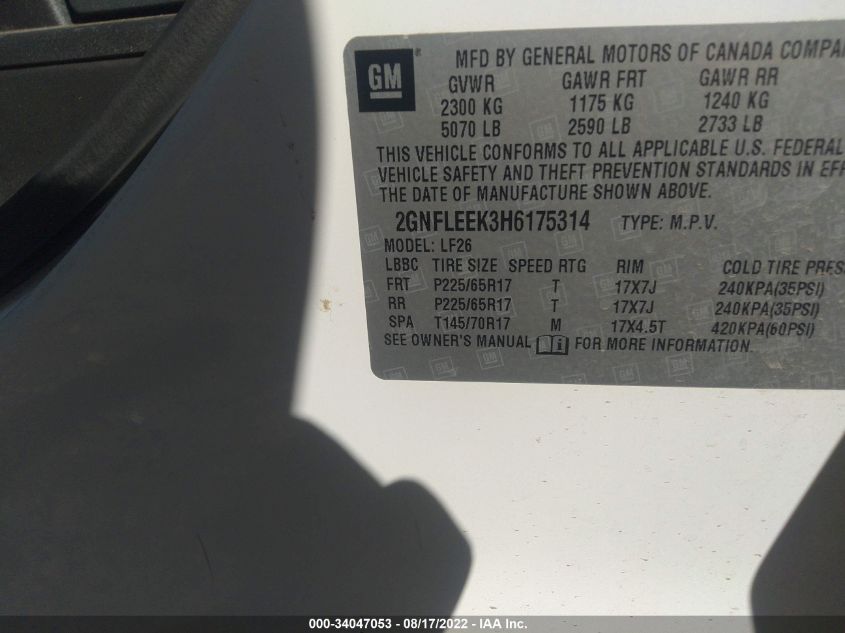 GM
MFD BY GENERAL MOTORS OF CANADA
GVWR GAWR FRT GAWR RR
2300 KG 1175 KG 1240 KG
5070 LB 2590 LB 2733 LB
THIS VEHICLE CONFORMS TO ALL APPLICABLE U.S. FEDERAL
VEHICLE SAFETY AND THEFT PREVENTION STANDARDS IN
THE DATE OF MANUFACTURE SHOWN ABOVE.
2GNFLEEK3H6175314 TYPE: M.P.V.
MODEL: LF26
LBBC TIRE SIZE SPEED RTG RIM COLD TIRE
FRT P225/65R17 T 17X7J 240KPA(35PSI)
RR P225/65R17 T 17X7J 240KPA(35PSI)
SPA T145/70R17 M 17X4.5T 420KPA(60PSI)
SEE OWNER'S MANUAL FOR MORE INFORMATION.
000-34047053 - 08/17/2022 - IAA Inc.